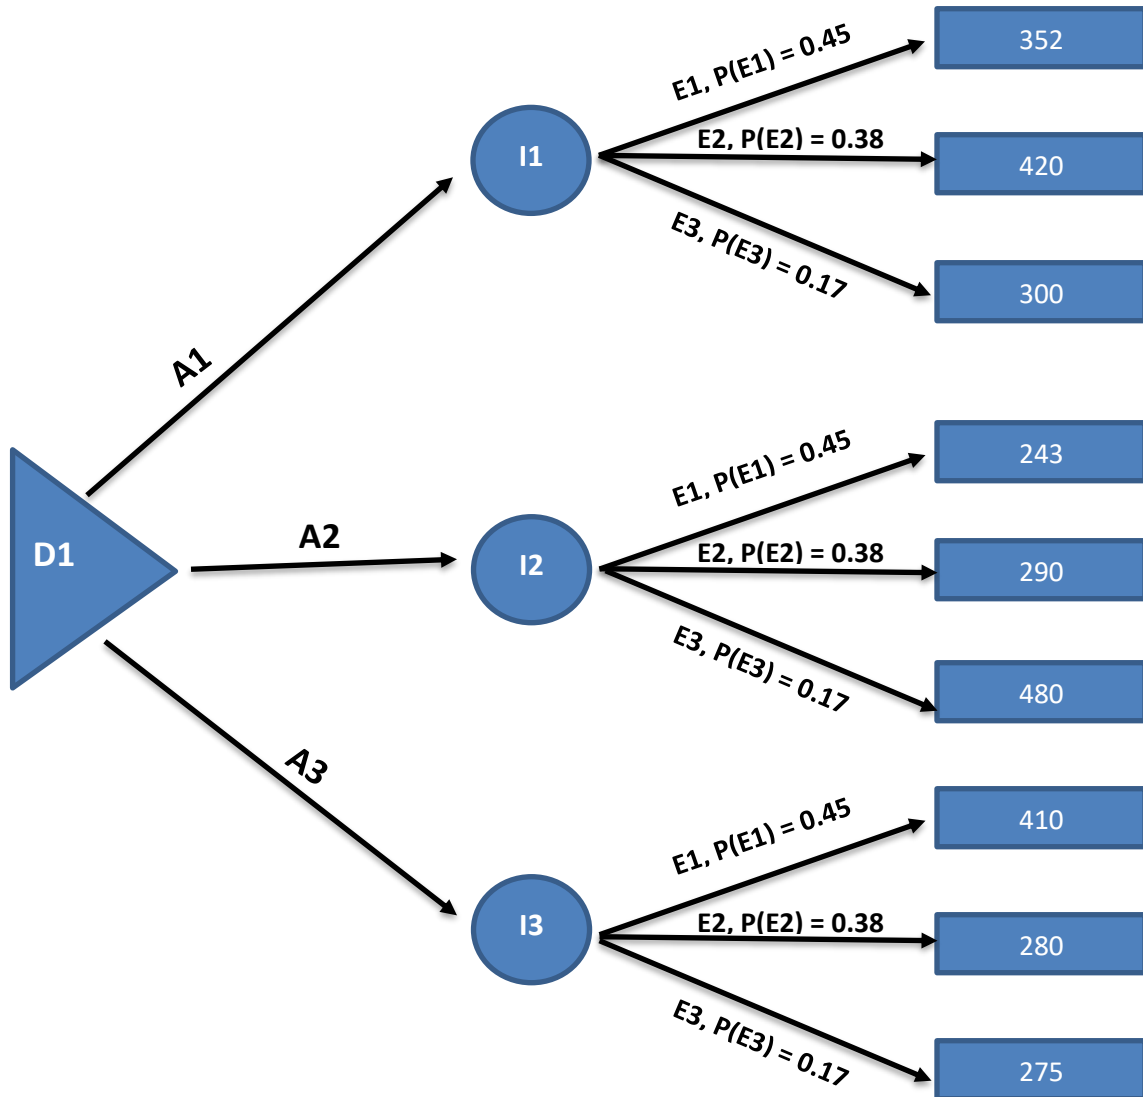 E1, P(E1) = 0.45
352
I1
E2, P(E2) = 0.38
420
E3, P(E3) = 0.17
300
A1
E1, P(E1) = 0.45
243
D1
A2
I2
E2, P(E2) = 0.38
290
E3, P(E3) = 0.17
480
A3
E1, P(E1) = 0.45
410
I3
E2, P(E2) = 0.38
280
E3, P(E3) = 0.17
275